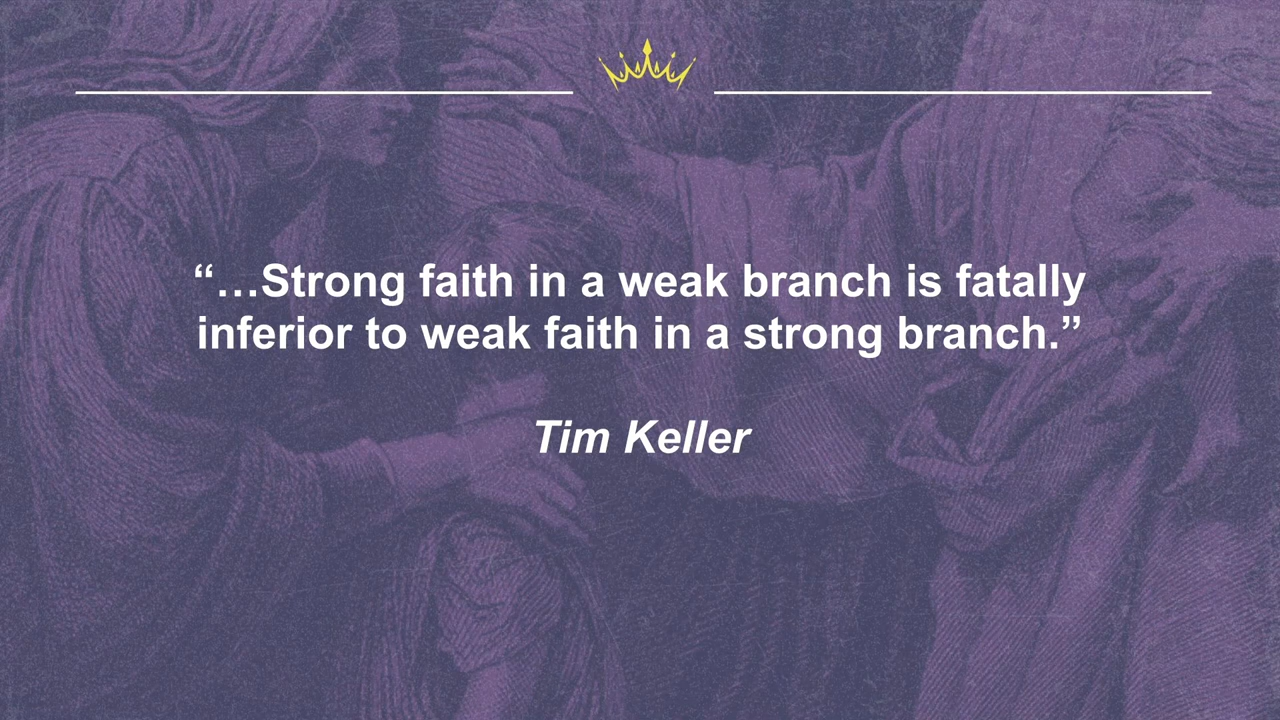 “…Strong faith in a weak branch is fatally
inferior to weak faith in a strong branch.”
Tim Keller